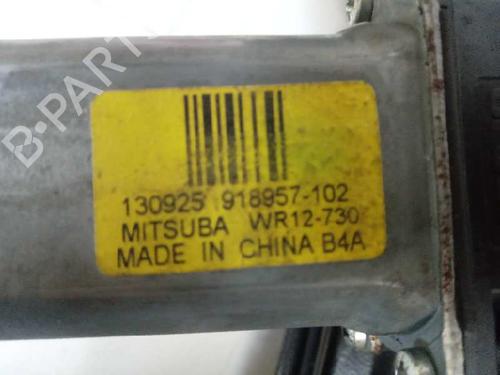 B-PARTS
130925 918957-102
MITSUBA WR12-730
MADE IN CHINA B4A